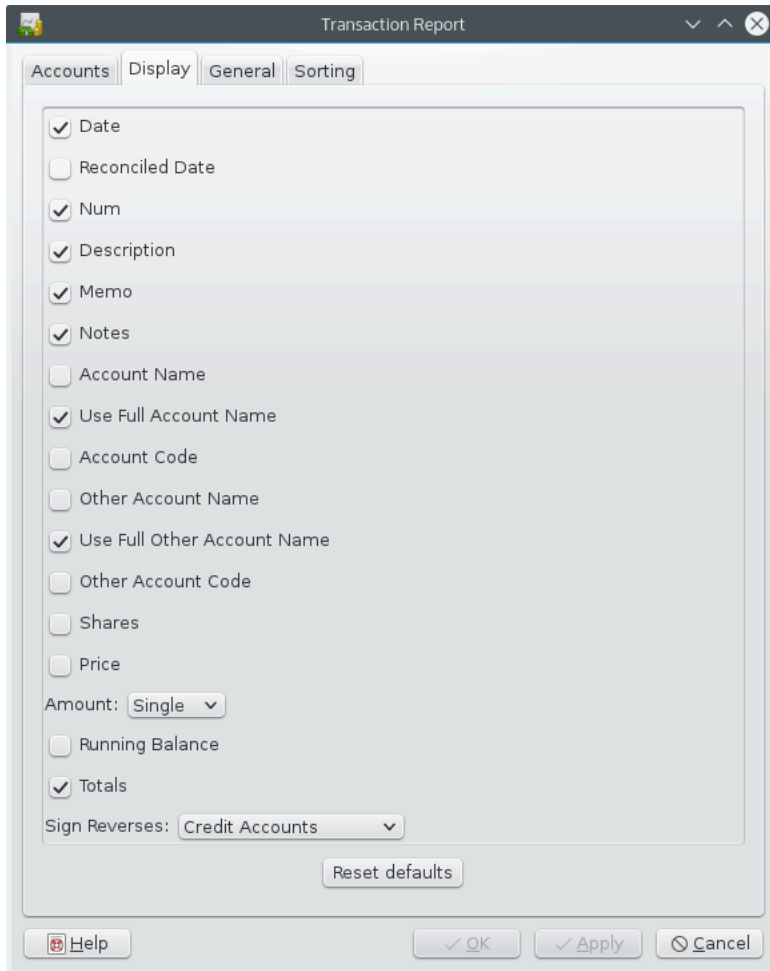 Transaction Report
Accounts Display General Sorting
Date
Reconciled Date
Num
Description
Memo
Notes
Account Name
Use Full Account Name
Account Code
Other Account Name
Use Full Other Account Name
Other Account Code
Shares
Price
Amount: Single
Running Balance
Totals
Sign Reverses: Credit Accounts
Reset defaults
Help OK Apply Cancel